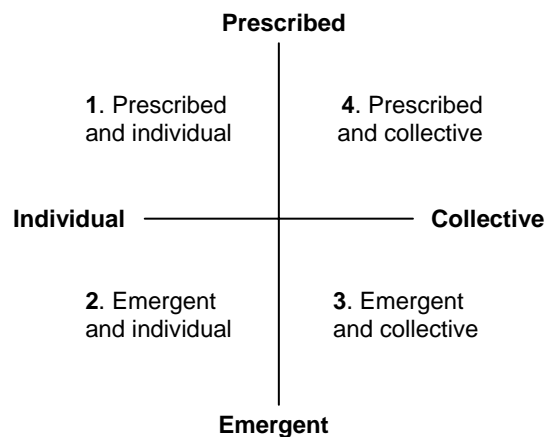 Prescribed
1. Prescribed
and individual
4. Prescribed
and collective
Individual
Collective
2. Emergent
and individual
3. Emergent
and collective
Emergent